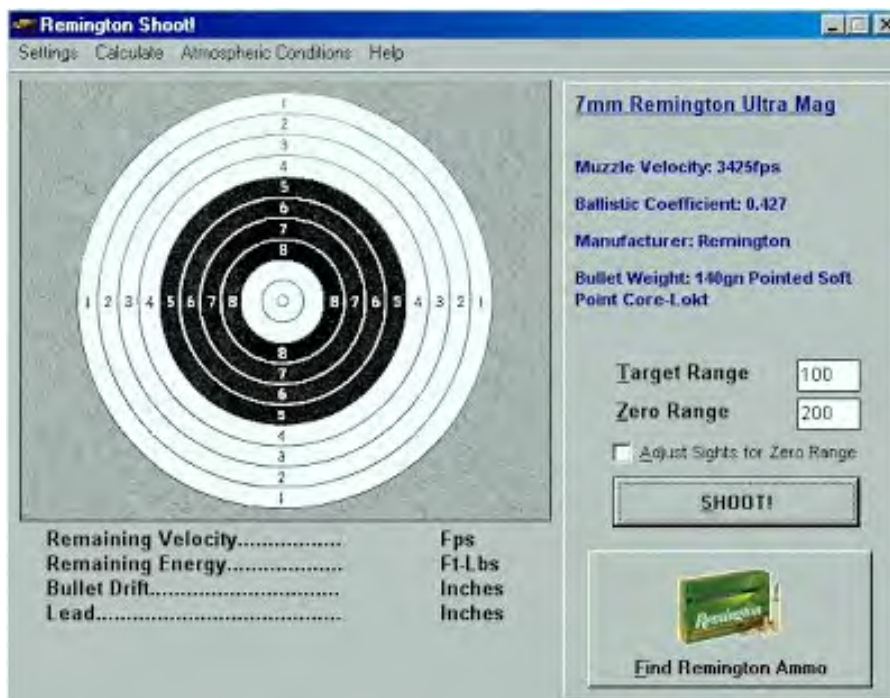 Remington Shoot!
Settings Calculate Atmospheric Conditions Help
1
2
3
4
5
6
7
8
1 2 3 4 5 6 7 8 8 7 6 5 4 3 2 1
8
7
6
5
4
3
2
1
Remaining Velocity.................. Fps
Remaining Energy.................... Ft-Lbs
Bullet Drift................................. Inches
Lead........................................... Inches
7mm Remington Ultra Mag
Muzzle Velocity: 3425fps
Ballistic Coefficient: 0.427
Manufacturer: Remington
Bullet Weight: 140gn Pointed Soft
Point Core-Lokt
Target Range 100
Zero Range 200
Adjust Sights for Zero Range
SHOOT!
Remington
Find Remington Ammo